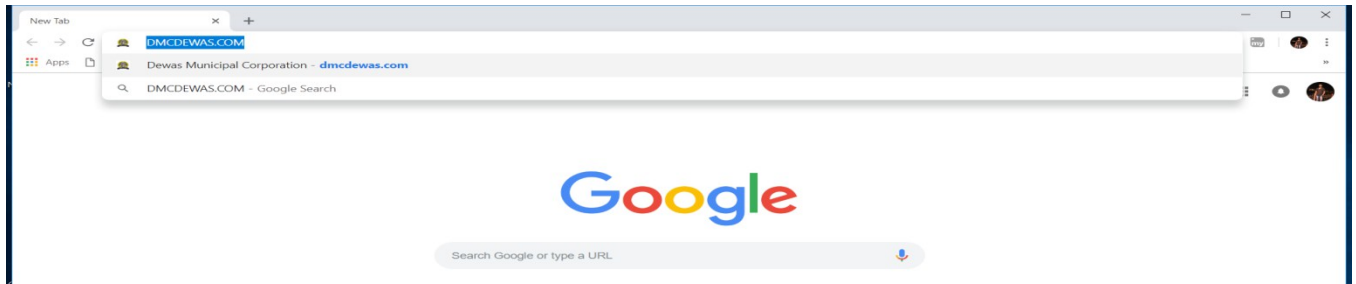 New Tab
DMCDEWAS.COM
my
Apps
Dewas Municipal Corporation - dmcdewas.com
DMCDEWAS.COM - Google Search
Google
Search Google or type a URL